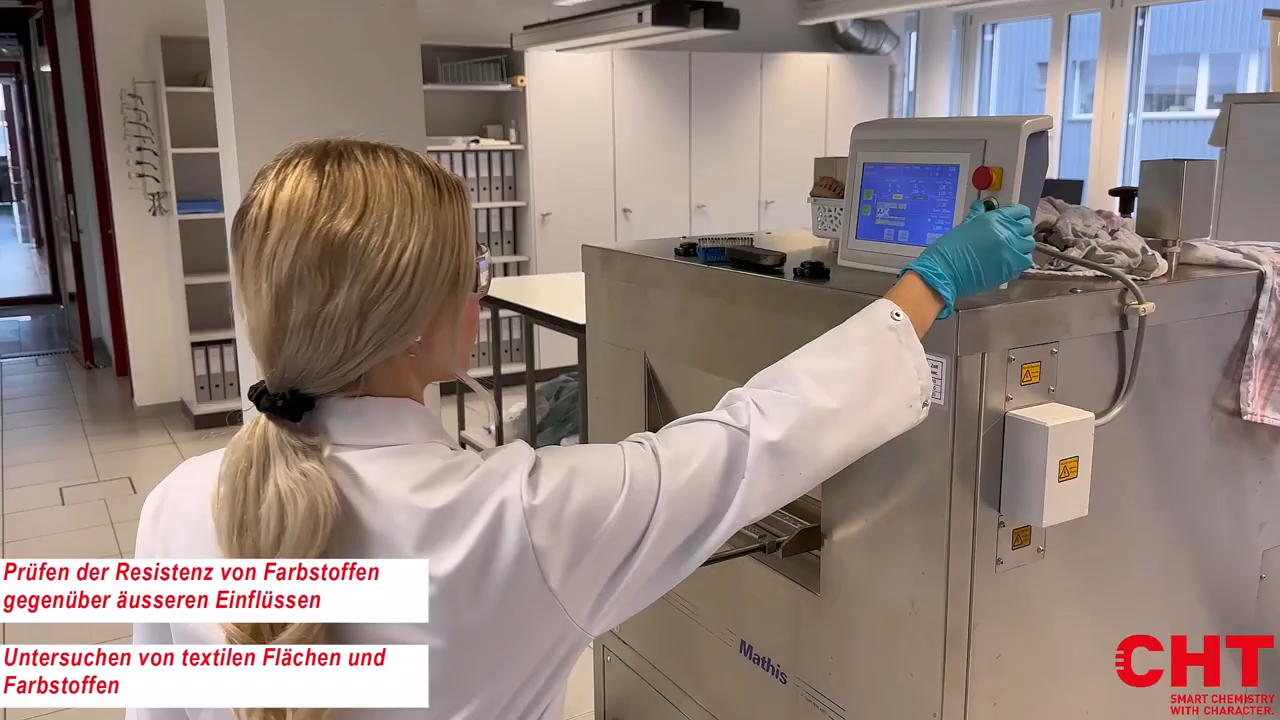 Prüfen der Resistenz von Farbstoffen
gegenüber äusseren Einflüssen
Untersuchen von textilen Flächen und
Farbstoffen
Mathis
CHT
SMART CHEMISTRY
WITH CHARACTER.